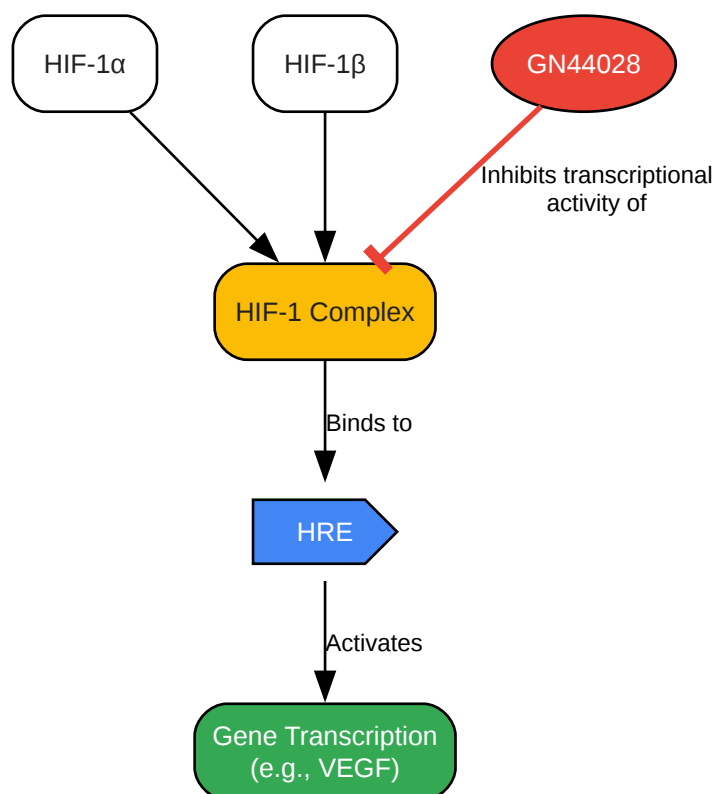 HIF-1α
HIF-1β
GN44028
Inhibits transcriptional
activity of
HIF-1 Complex
Binds to
HRE
Activates
Gene Transcription
(e.g., VEGF)